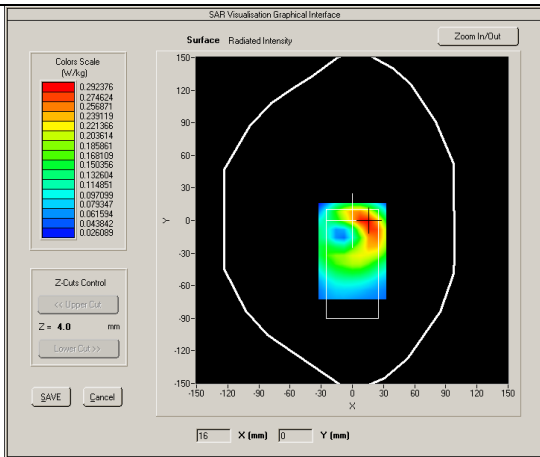 SAR Visualisation Graphical Interface
Surface Radiated Intensity
Zoom In/Out
Colors Scale
(W/kg)
0.292376
0.274624
0.256871
0.239119
0.221366
0.203614
0.185861
0.168109
0.150356
0.132604
0.114851
0.097099
0.079347
0.061594
0.043842
0.026089
Z-Cuts Control
<< Upper Cut
Z = 4.0 mm
Lower Cut >>
SAVE Cancel
150
120
90
60
30
0
-30
-60
-90
-120
-150
Y
-150 -120 -90 -60 -30 0 30 60 90 120 150
X
16 X (mm) 0 Y (mm)